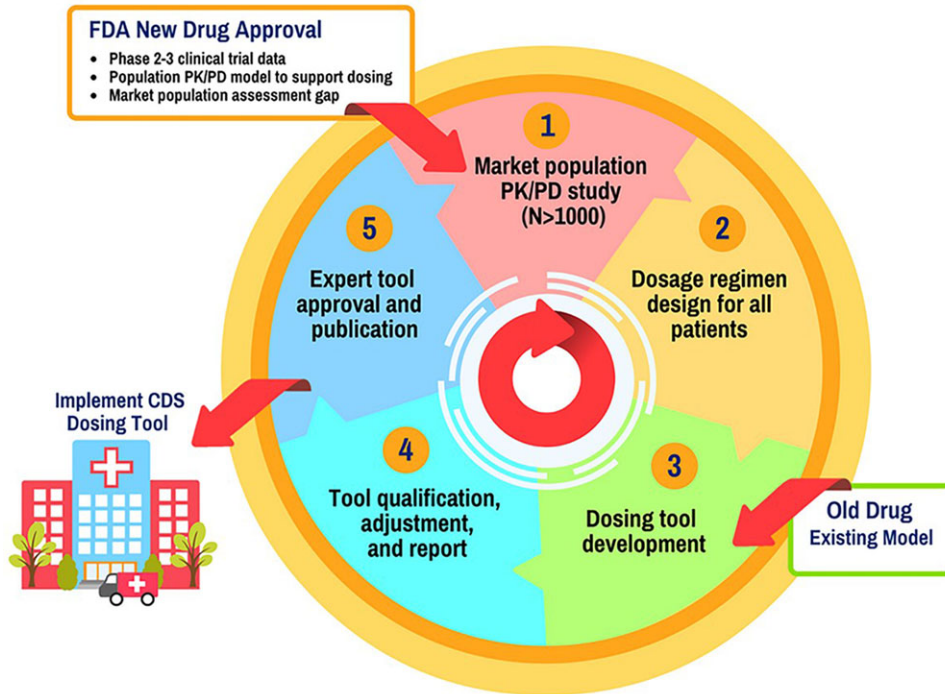 FDA New Drug Approval
• Phase 2-3 clinical trial data
• Population PK/PD model to support dosing
• Market population assessment gap
1
Market population
PK/PD study
(N>1000)
2
Dosage regimen
design for all
patients
3
Dosing tool
development
Old Drug
Existing Model
4
Tool qualification,
adjustment,
and report
5
Expert tool
approval and
publication
Implement CDS
Dosing Tool